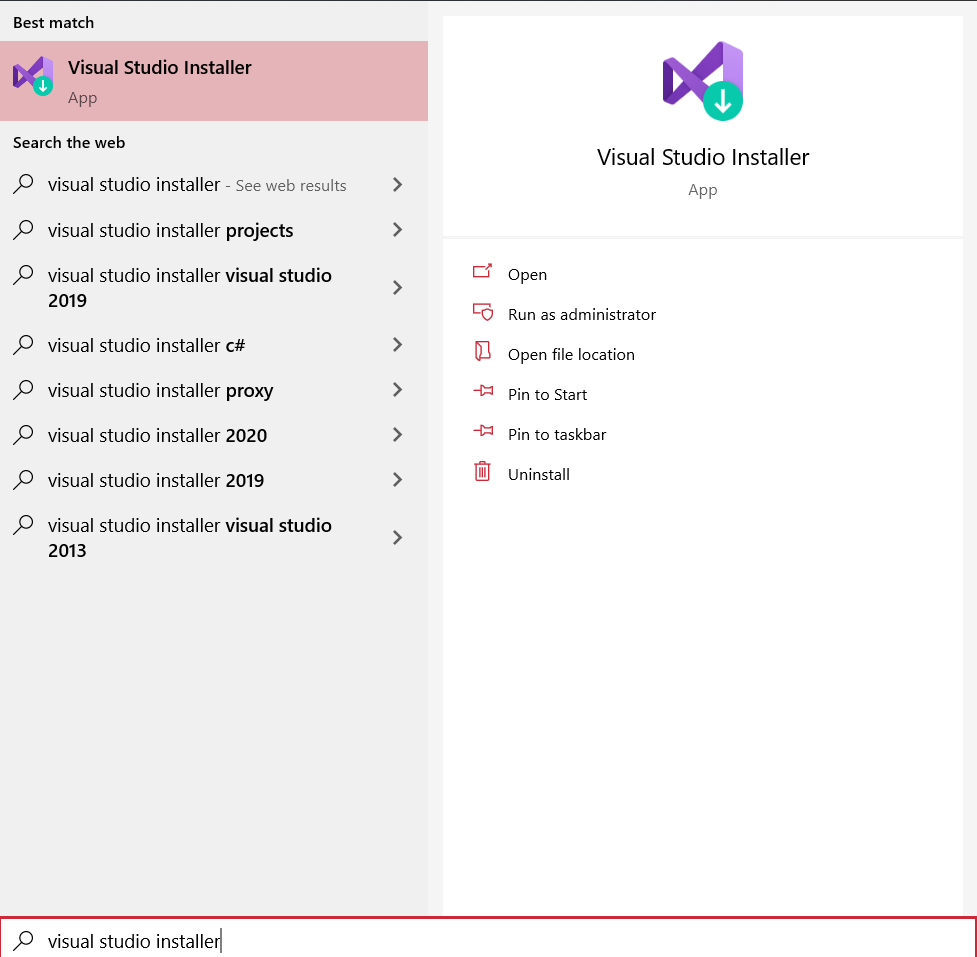 Best match
Visual Studio Installer
App
Search the web
visual studio installer - See web results
visual studio installer projects
visual studio installer visual studio
2019
visual studio installer c#
visual studio installer proxy
visual studio installer 2020
visual studio installer 2019
visual studio installer visual studio
2013
Visual Studio Installer
App
Open
Run as administrator
Open file location
Pin to Start
Pin to taskbar
Uninstall
visual studio installer